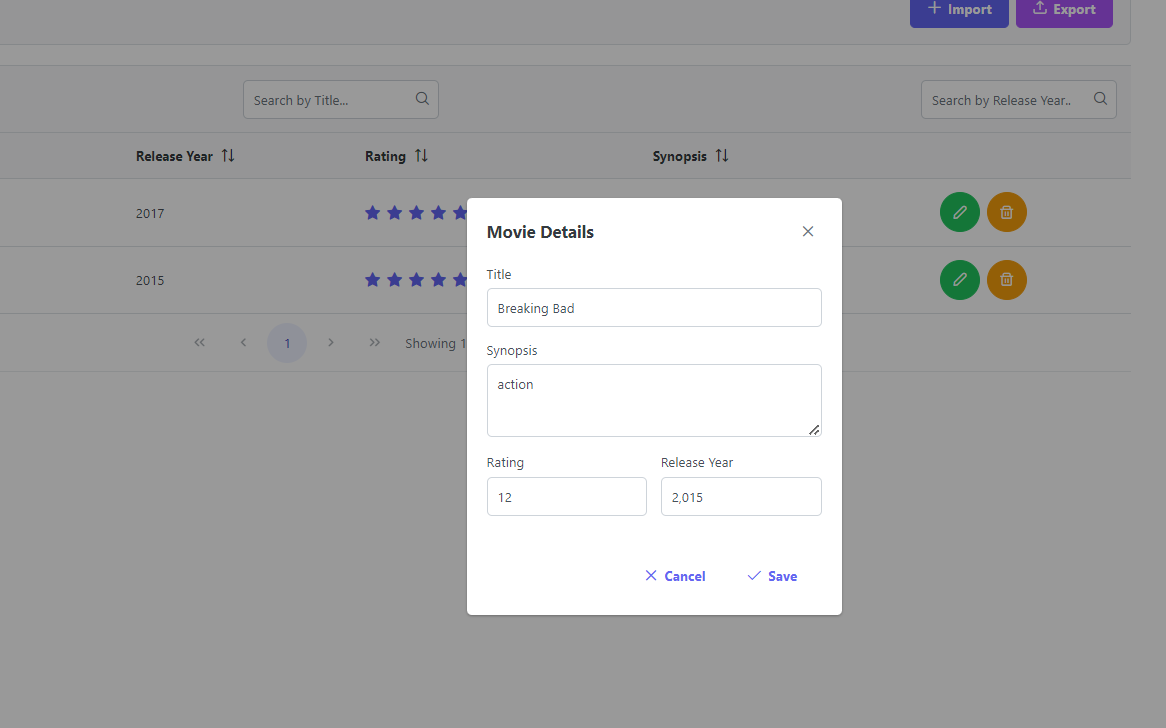 Import Export
Search by Title... Search by Release Year..
Release Year Rating Synopsis
2017
2015
1 Showing 1
Movie Details
Title
Breaking Bad
Synopsis
action
Rating Release Year
12 2,015
Cancel Save